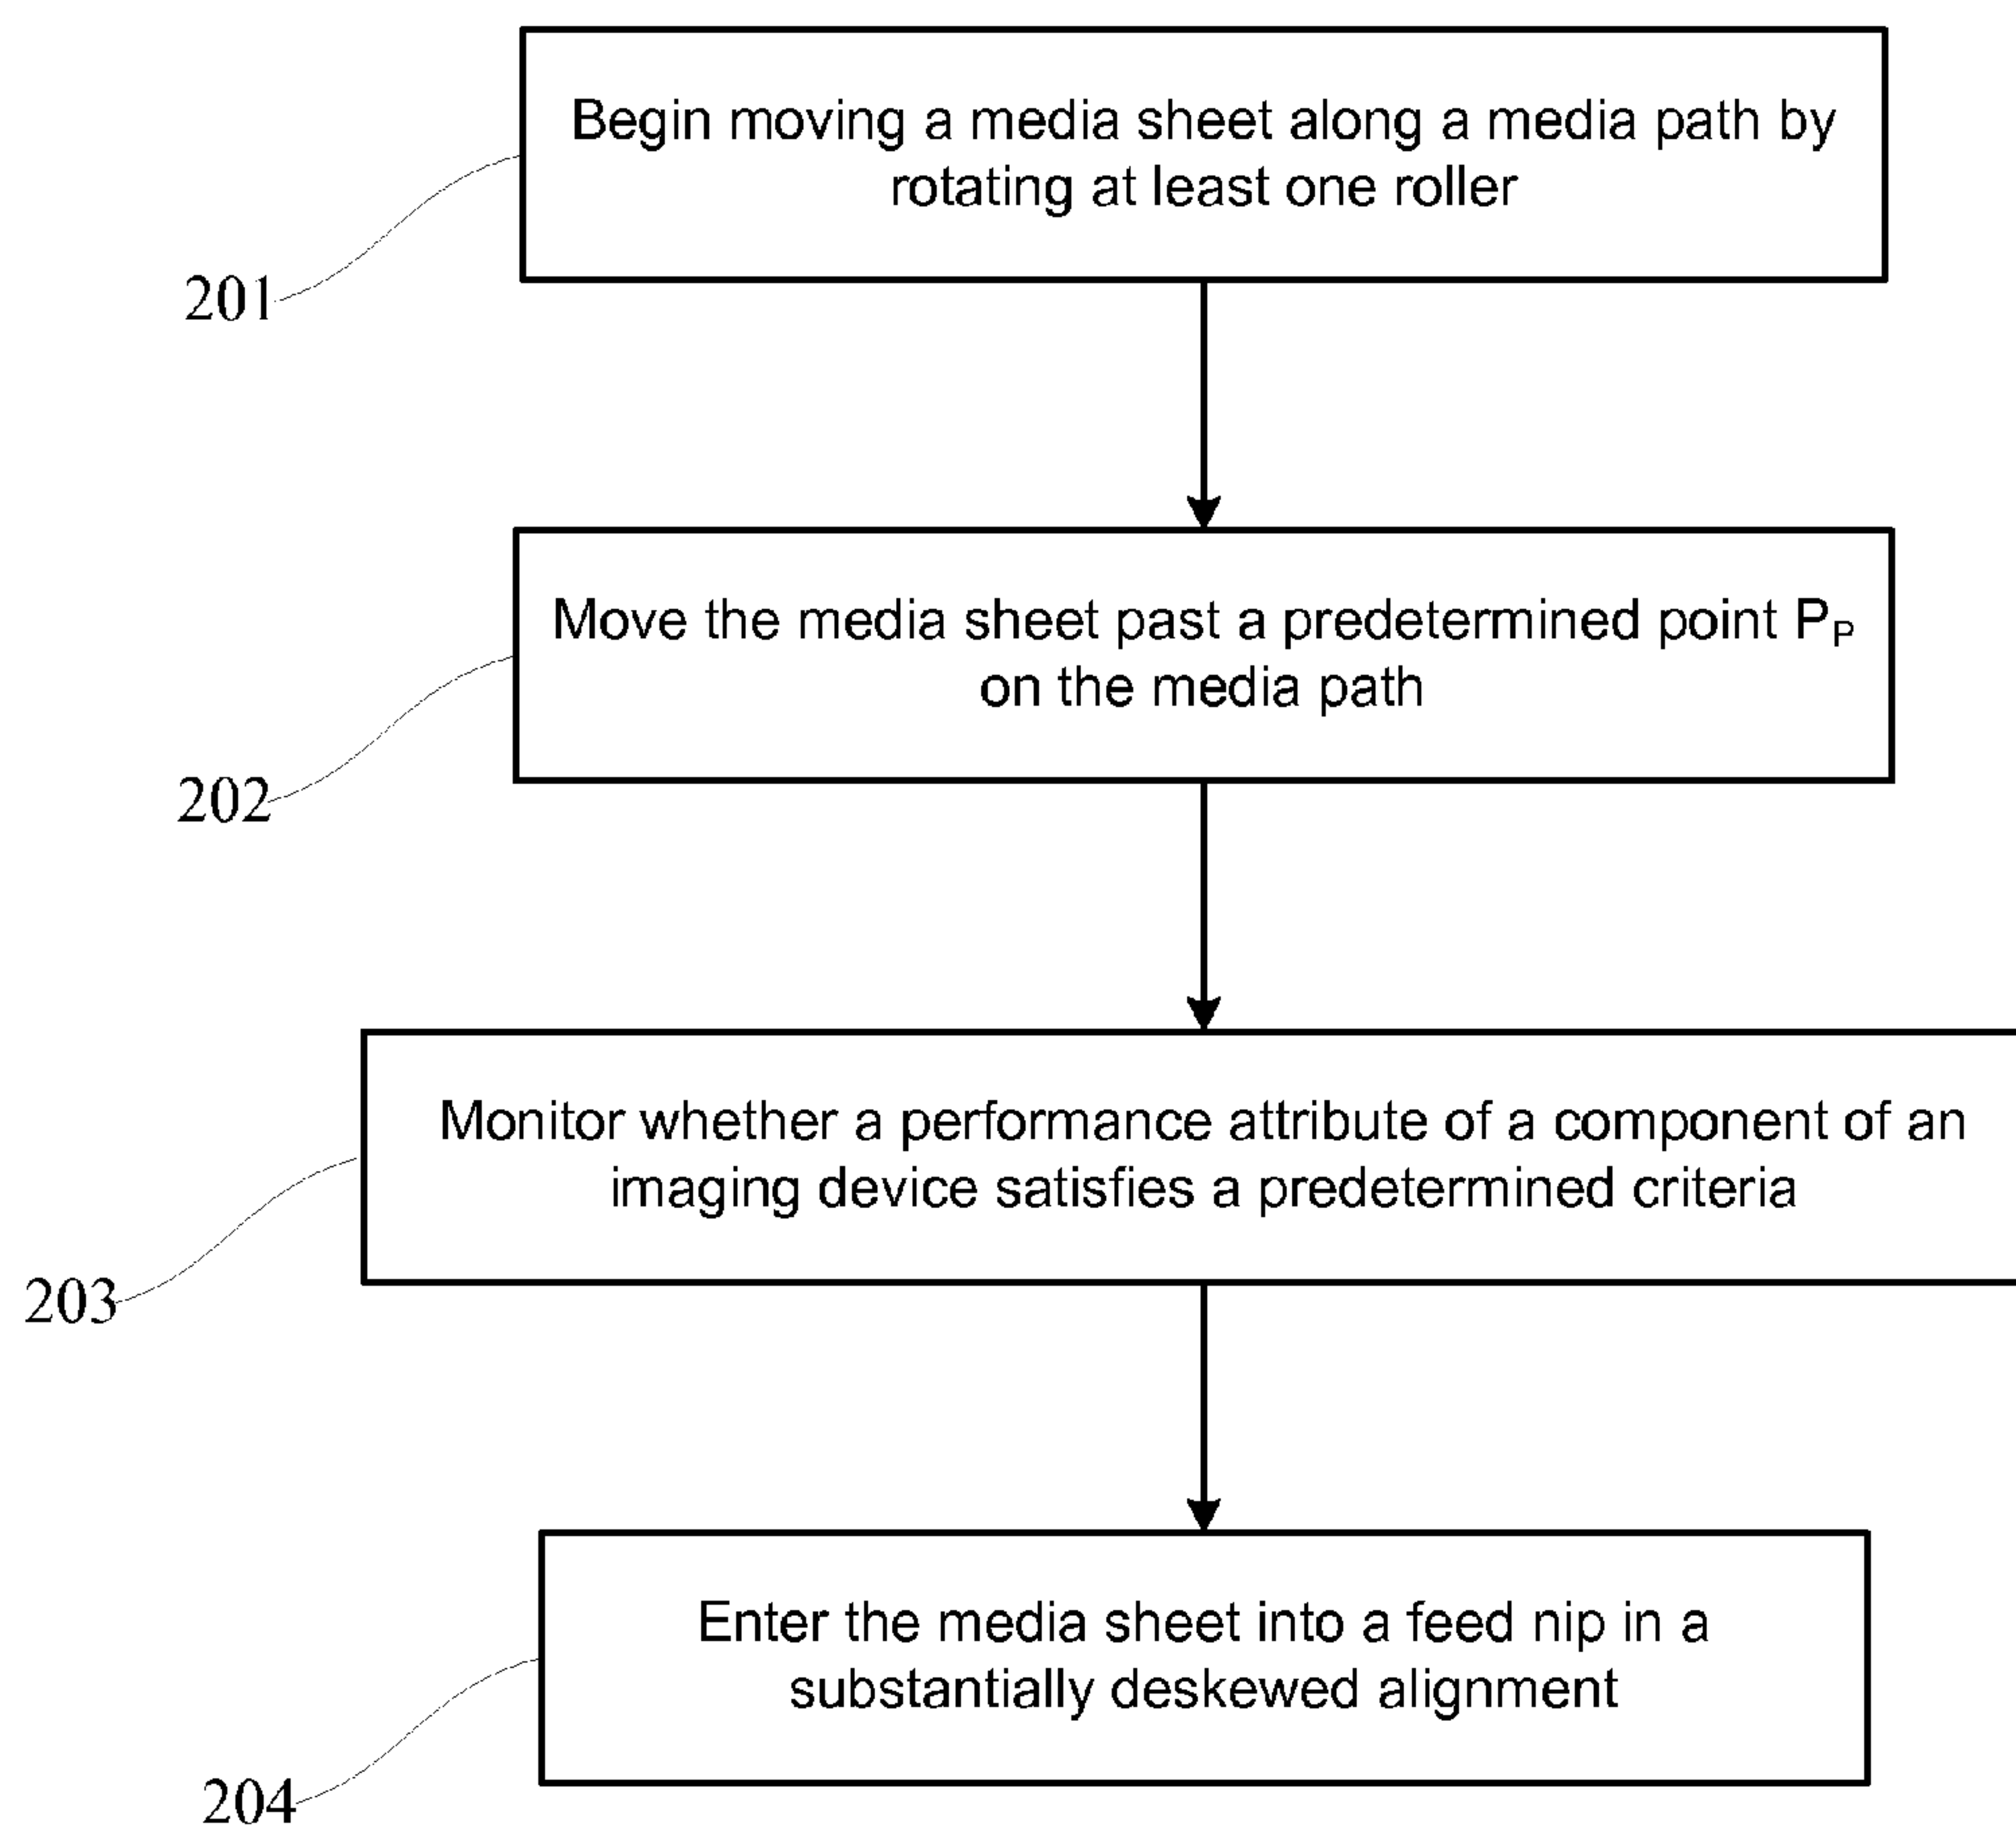 Begin moving a media sheet along a media path by
rotating at least one roller
201
Move the media sheet past a predetermined point PP
on the media path
202
Monitor whether a performance attribute of a component of an
imaging device satisfies a predetermined criteria
203
Enter the media sheet into a feed nip in a
substantially deskewed alignment
204